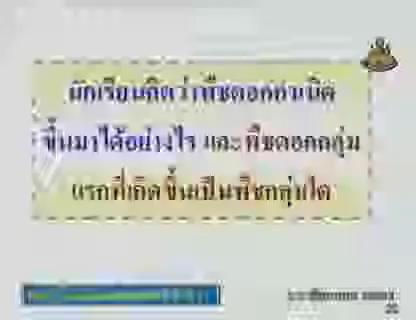 นักเรียนคิดว่าพืชดอกกำเนิด
ขึ้นมาได้อย่างไร และพืชดอกกลุ่ม
แรกที่เกิดขึ้นเป็นพืชกลุ่มใด